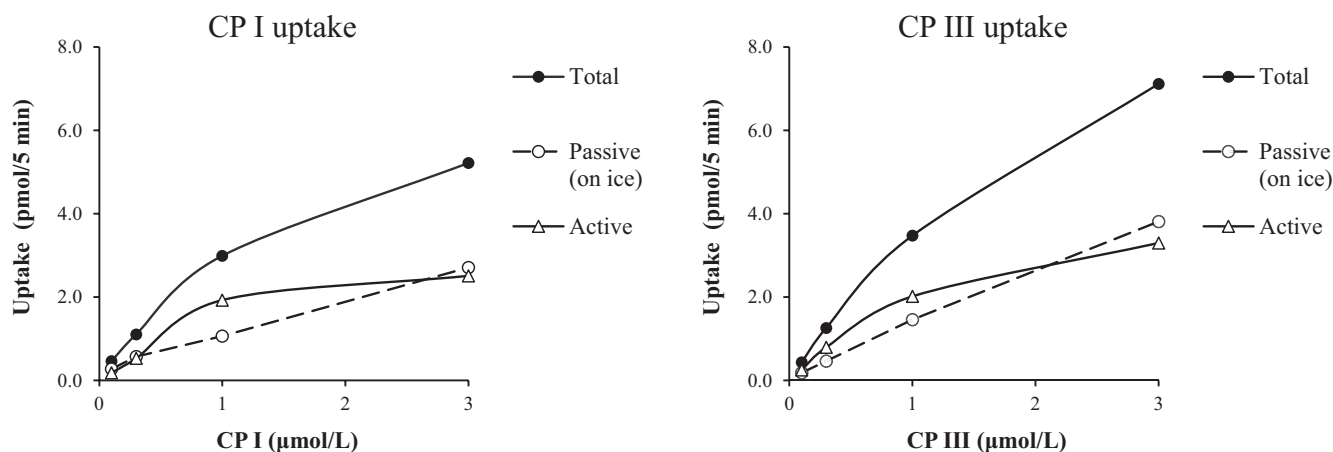 CP I uptake
8.0
6.0
4.0
2.0
0.0
0
1
2
3
Uptake (pmol/5 min)
CP I (μmol/L)
Total
Passive
(on ice)
Active
CP III uptake
8.0
6.0
4.0
2.0
0.0
0
1
2
3
Uptake (pmol/5 min)
CP III (μmol/L)
Total
Passive
(on ice)
Active